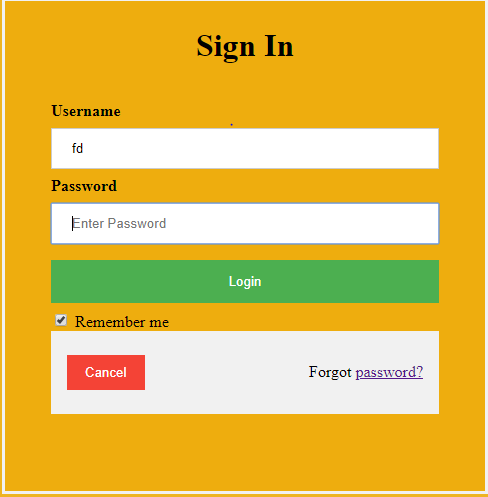 Sign In
Username
fd
Password
Enter Password
Login
Remember me
Cancel
Forgot password?